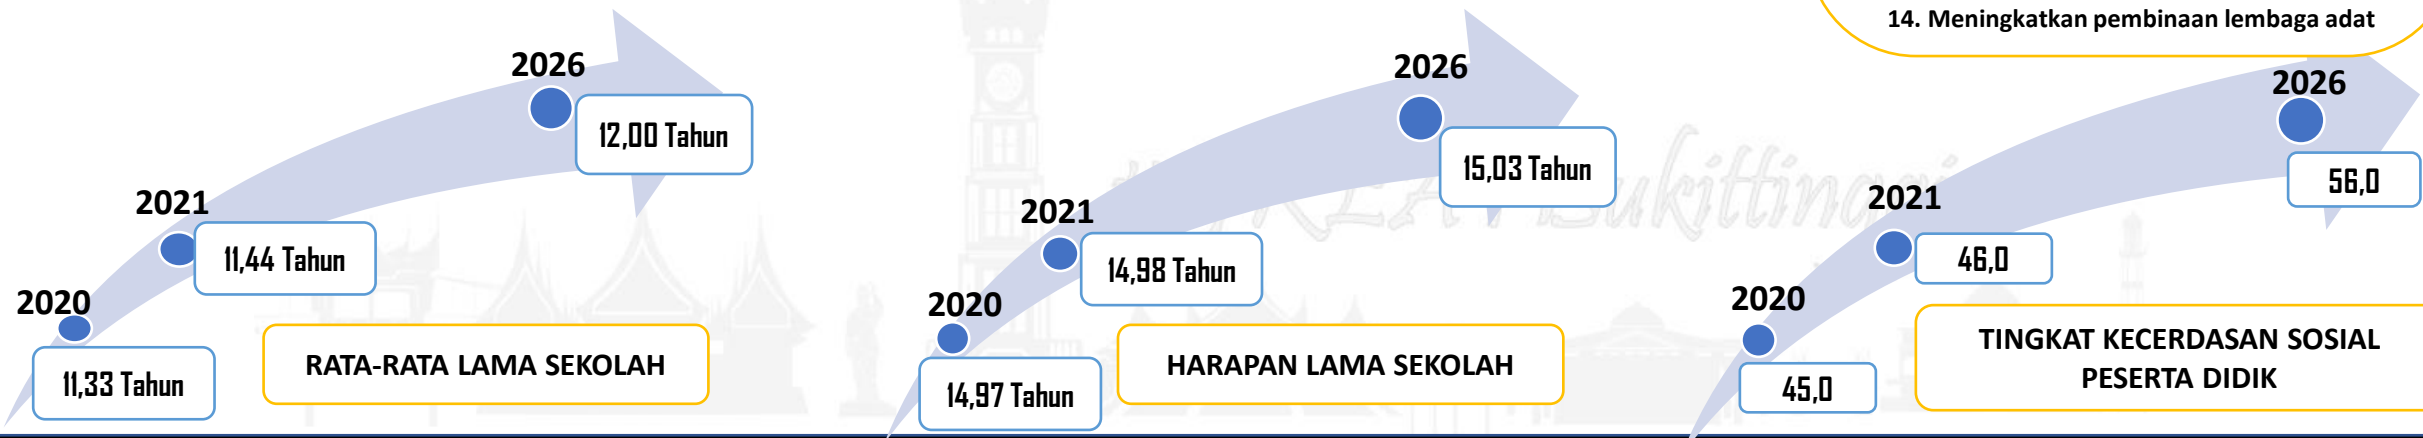 14. Meningkatkan pembinaan lembaga adat
2026
12,00 Tahun
2021
11,44 Tahun
2020
11,33 Tahun
RATA-RATA LAMA SEKOLAH
2026
15,03 Tahun
2021
14,98 Tahun
2020
14,97 Tahun
HARAPAN LAMA SEKOLAH
2026
56,0
2021
46,0
2020
45,0
TINGKAT KECERDASAN SOSIAL
PESERTA DIDIK
Bukittinggi